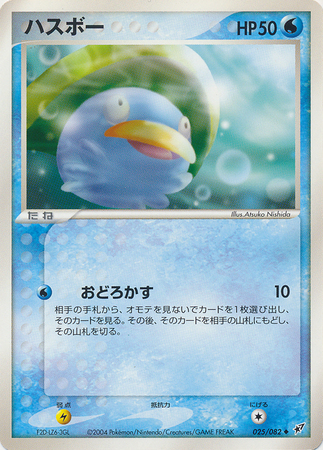 ハスボー HP50
Illus.Atsuko Nishida
たね
おどろかす 10
相手の手札から、オモテを見ないでカードを1枚選び出し、
そのカードを見る。その後、そのカードを相手の山札にもどし、
その山札を切る。
弱点 抵抗力 にげる
F2D-LZ6-3GL ©2004 Pokémon/Nintendo/Creatures/GAME FREAK 025/082